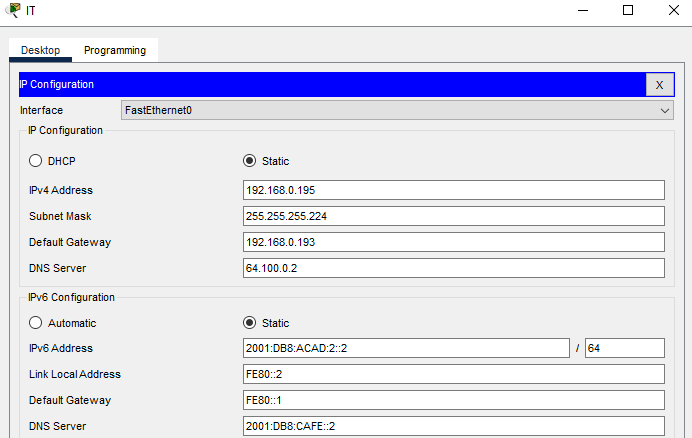 IT
Desktop Programming
IP Configuration X
Interface FastEthernet0
IP Configuration
DHCP Static
IPv4 Address 192.168.0.195
Subnet Mask 255.255.255.224
Default Gateway 192.168.0.193
DNS Server 64.100.0.2
IPv6 Configuration
Automatic Static
IPv6 Address 2001:DB8:ACAD:2::2 / 64
Link Local Address FE80::2
Default Gateway FE80::1
DNS Server 2001:DB8:CAFE::2